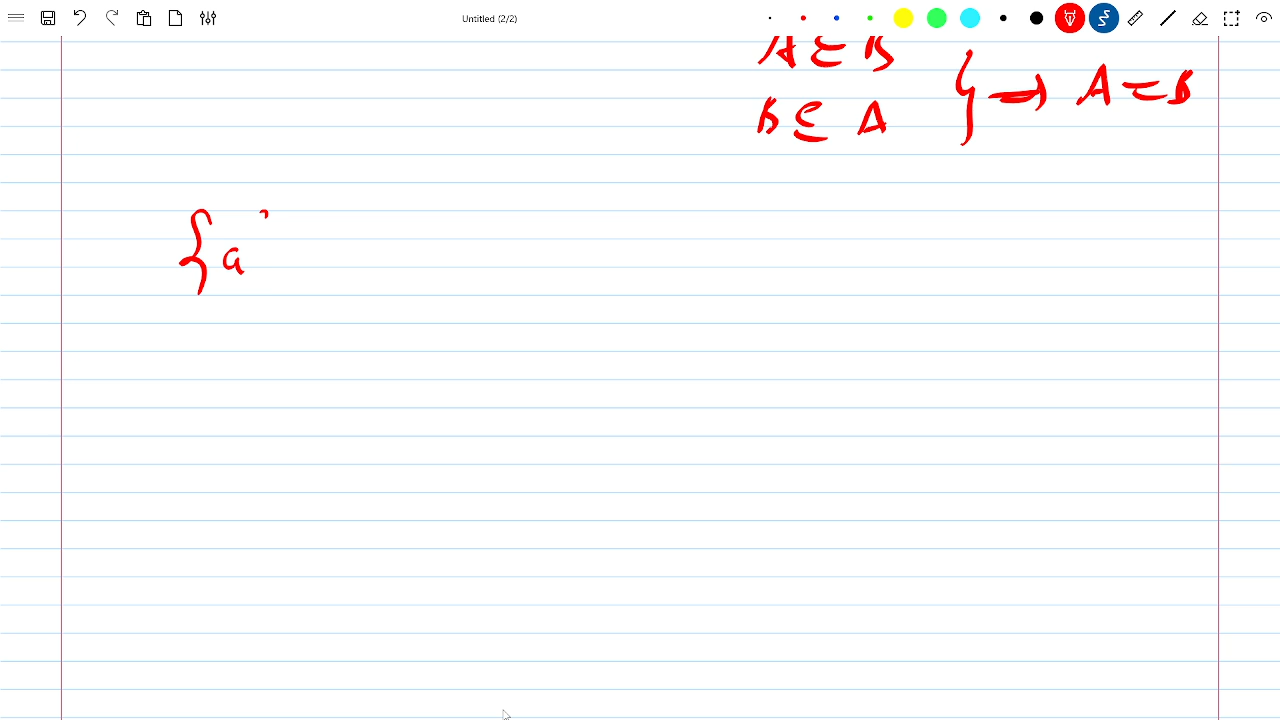 Untitled (2/2)
A ⊆ B
B ⊆ A } ⇒ A = B
{ a